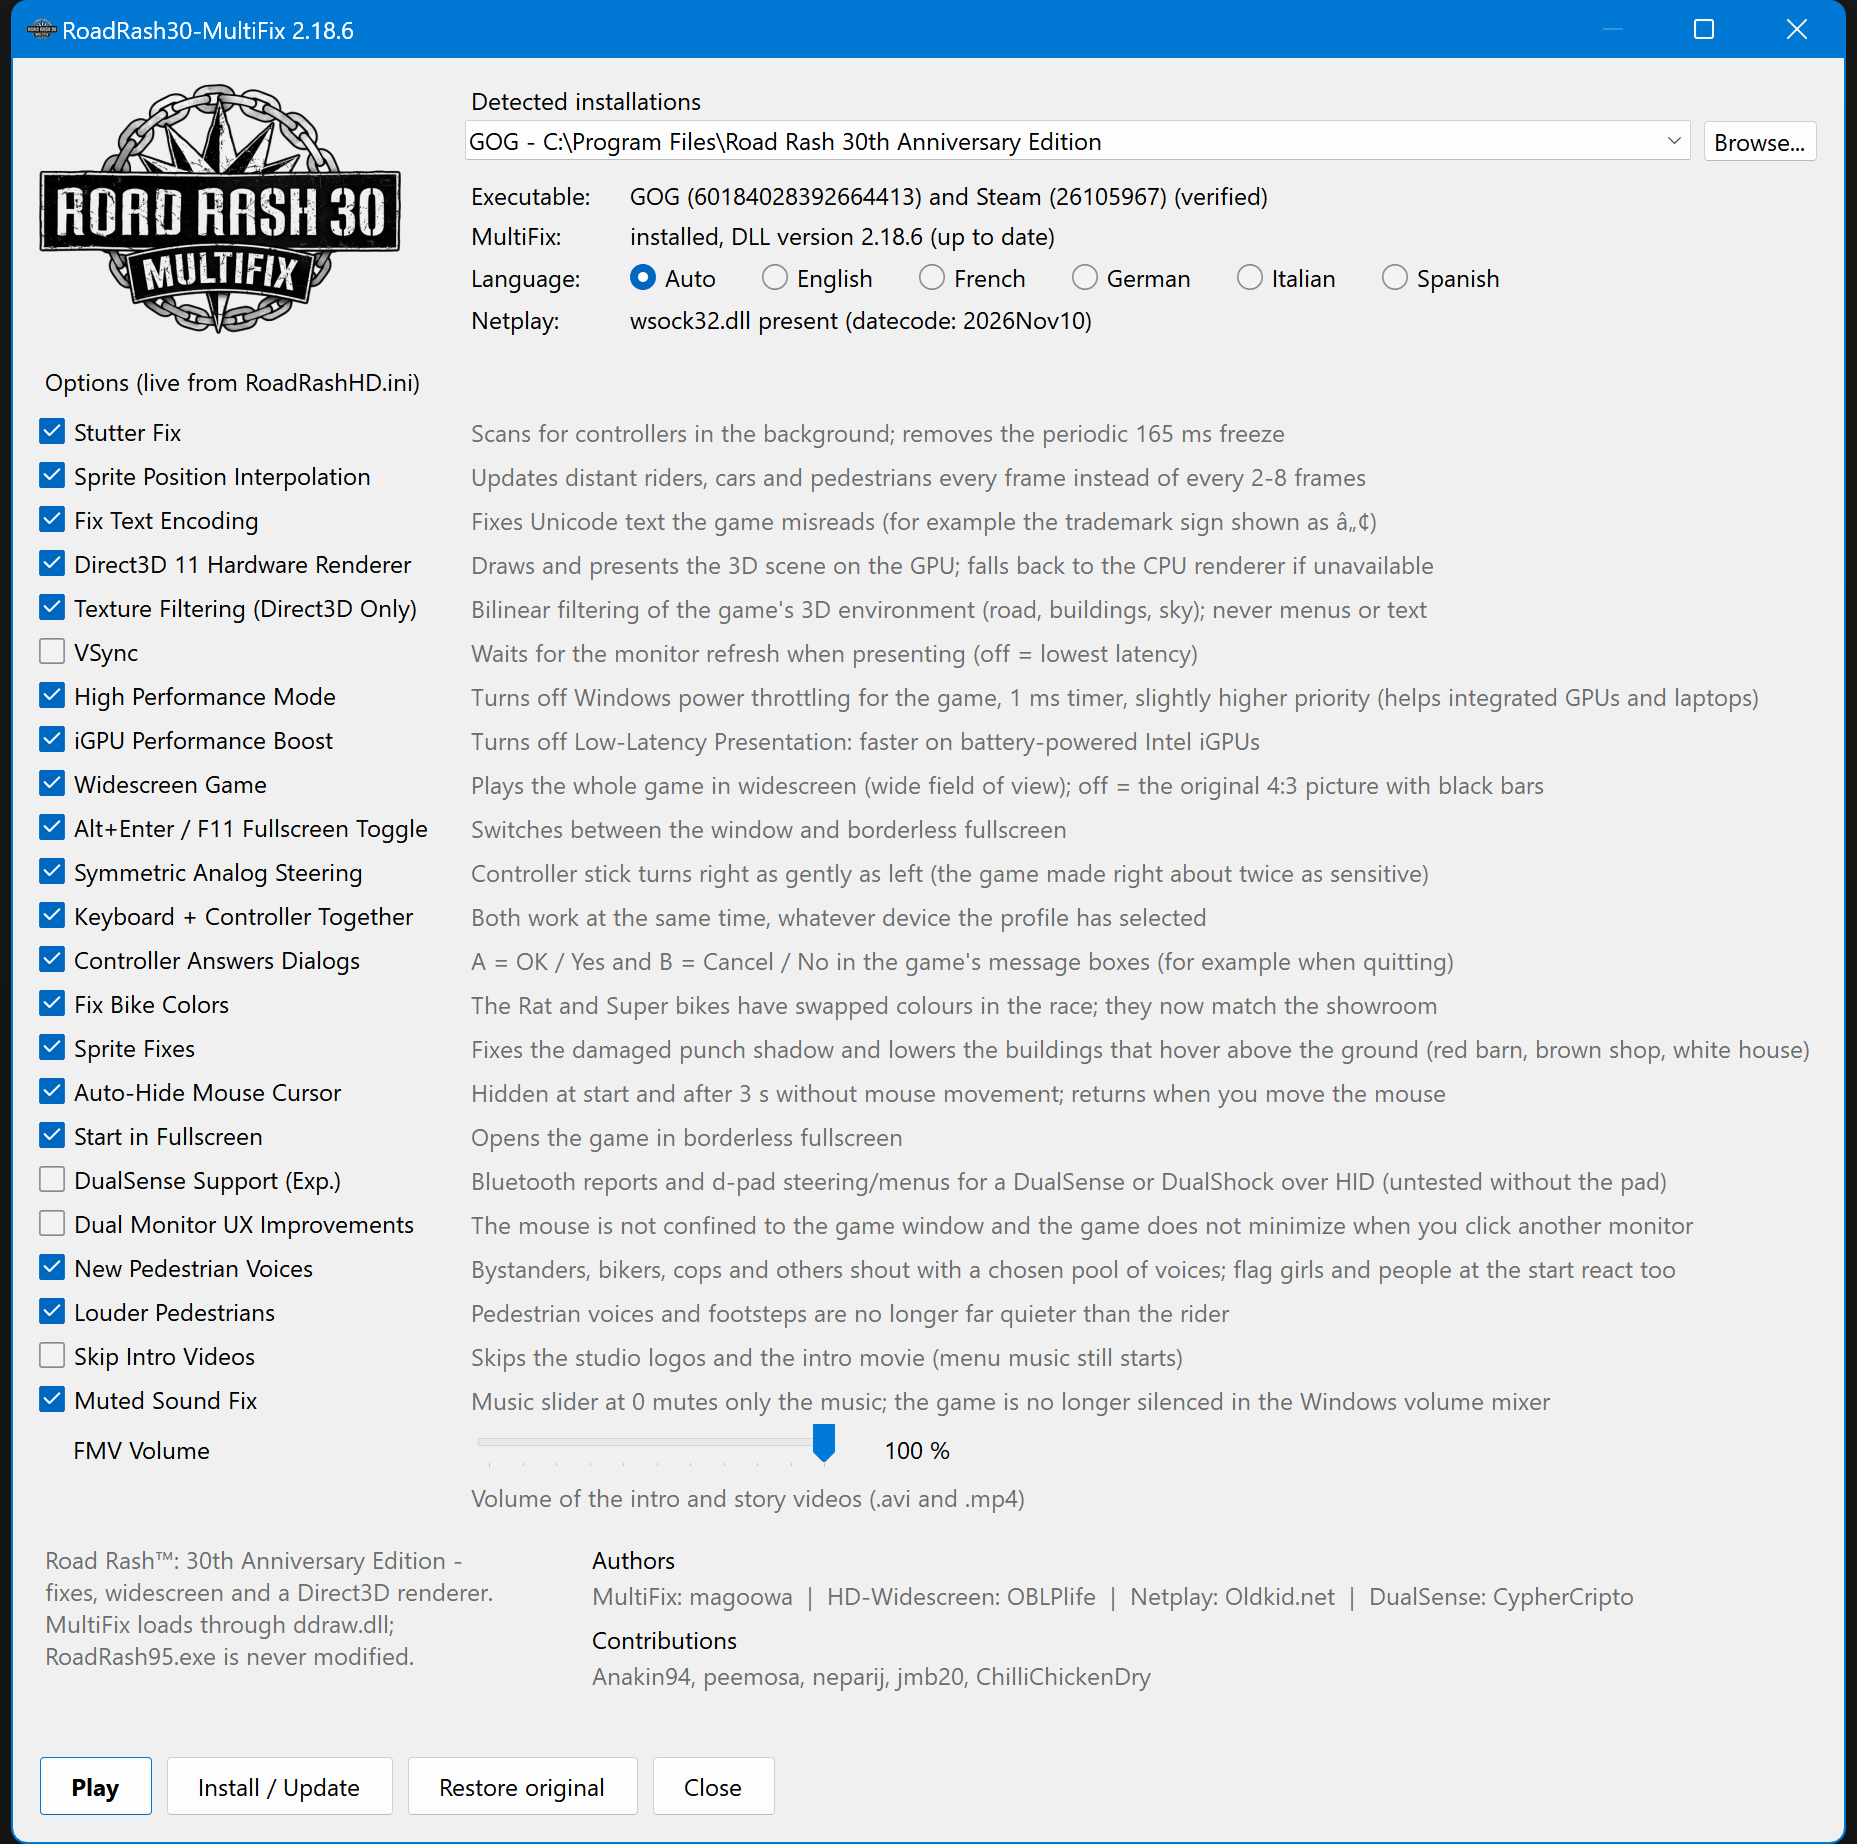 RoadRash30-MultiFix 2.18.6
ROAD RASH 30
MULTIFIX
Detected installations
GOG - C:\Program Files\Road Rash 30th Anniversary Edition
Browse...
Executable: GOG (60184028392664413) and Steam (26105967) (verified)
MultiFix: installed, DLL version 2.18.6 (up to date)
Language: Auto English French German Italian Spanish
Netplay: wsock32.dll present (datecode: 2026Nov10)
Options (live from RoadRashHD.ini)
Stutter Fix Scans for controllers in the background; removes the periodic 165 ms freeze
Sprite Position Interpolation Updates distant riders, cars and pedestrians every frame instead of every 2-8 frames
Fix Text Encoding Fixes Unicode text the game misreads (for example the trademark sign shown as â„¢)
Direct3D 11 Hardware Renderer Draws and presents the 3D scene on the GPU; falls back to the CPU renderer if unavailable
Texture Filtering (Direct3D Only) Bilinear filtering of the game's 3D environment (road, buildings, sky); never menus or text
VSync Waits for the monitor refresh when presenting (off = lowest latency)
High Performance Mode Turns off Windows power throttling for the game, 1 ms timer, slightly higher priority (helps integrated GPUs and laptops)
iGPU Performance Boost Turns off Low-Latency Presentation: faster on battery-powered Intel iGPUs
Widescreen Game Plays the whole game in widescreen (wide field of view); off = the original 4:3 picture with black bars
Alt+Enter / F11 Fullscreen Toggle Switches between the window and borderless fullscreen
Symmetric Analog Steering Controller stick turns right as gently as left (the game made right about twice as sensitive)
Keyboard + Controller Together Both work at the same time, whatever device the profile has selected
Controller Answers Dialogs A = OK / Yes and B = Cancel / No in the game's message boxes (for example when quitting)
Fix Bike Colors The Rat and Super bikes have swapped colours in the race; they now match the showroom
Sprite Fixes Fixes the damaged punch shadow and lowers the buildings that hover above the ground (red barn, brown shop, white house)
Auto-Hide Mouse Cursor Hidden at start and after 3 s without mouse movement; returns when you move the mouse
Start in Fullscreen Opens the game in borderless fullscreen
DualSense Support (Exp.) Bluetooth reports and d-pad steering/menus for a DualSense or DualShock over HID (untested without the pad)
Dual Monitor UX Improvements The mouse is not confined to the game window and the game does not minimize when you click another monitor
New Pedestrian Voices Bystanders, bikers, cops and others shout with a chosen pool of voices; flag girls and people at the start react too
Louder Pedestrians Pedestrian voices and footsteps are no longer far quieter than the rider
Skip Intro Videos Skips the studio logos and the intro movie (menu music still starts)
Muted Sound Fix Music slider at 0 mutes only the music; the game is no longer silenced in the Windows volume mixer
FMV Volume 100 %
Volume of the intro and story videos (.avi and .mp4)
Road Rash™: 30th Anniversary Edition -
fixes, widescreen and a Direct3D renderer.
MultiFix loads through ddraw.dll;
RoadRash95.exe is never modified.
Authors
MultiFix: magoowa | HD-Widescreen: OBLPlife | Netplay: Oldkid.net | DualSense: CypherCripto
Contributions
Anakin94, peemosa, neparij, jmb20, ChilliChickenDry
Play Install / Update Restore original Close